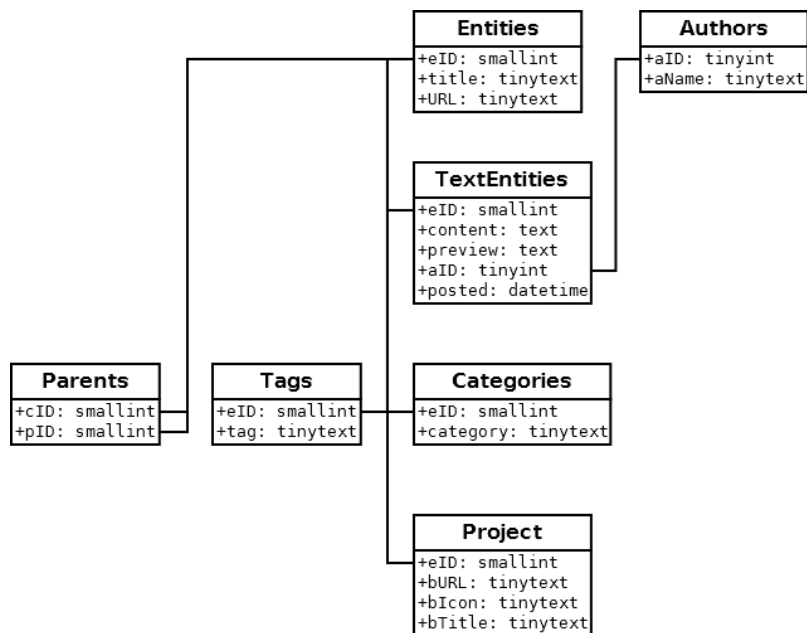 Entities
+eID: smallint
+title: tinytext
+URL: tinytext
Authors
+aID: tinyint
+aName: tinytext
TextEntities
+eID: smallint
+content: text
+preview: text
+aID: tinyint
+posted: datetime
Parents
+cID: smallint
+pID: smallint
Tags
+eID: smallint
+tag: tinytext
Categories
+eID: smallint
+category: tinytext
Project
+eID: smallint
+bURL: tinytext
+bIcon: tinytext
+bTitle: tinytext